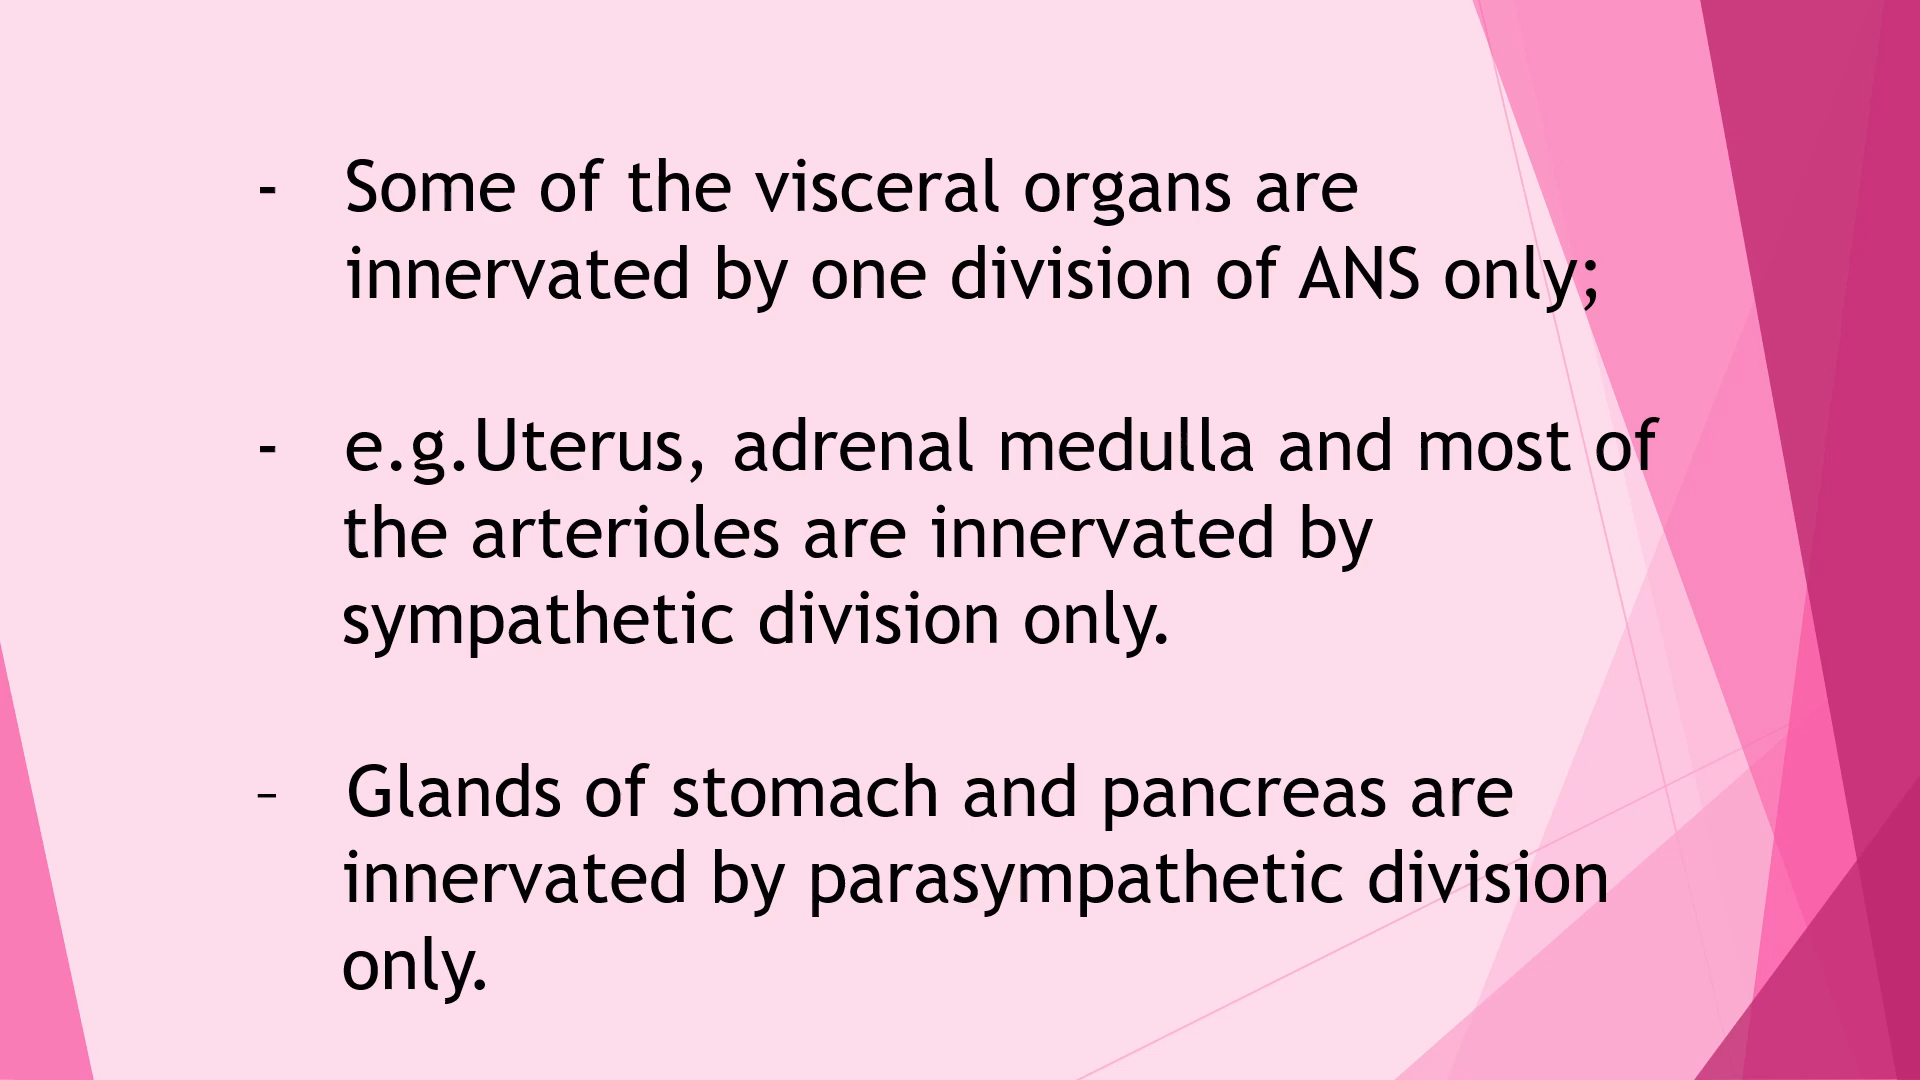 - Some of the visceral organs are
innervated by one division of ANS only;
- e.g.Uterus, adrenal medulla and most of
the arterioles are innervated by
sympathetic division only.
– Glands of stomach and pancreas are
innervated by parasympathetic division
only.